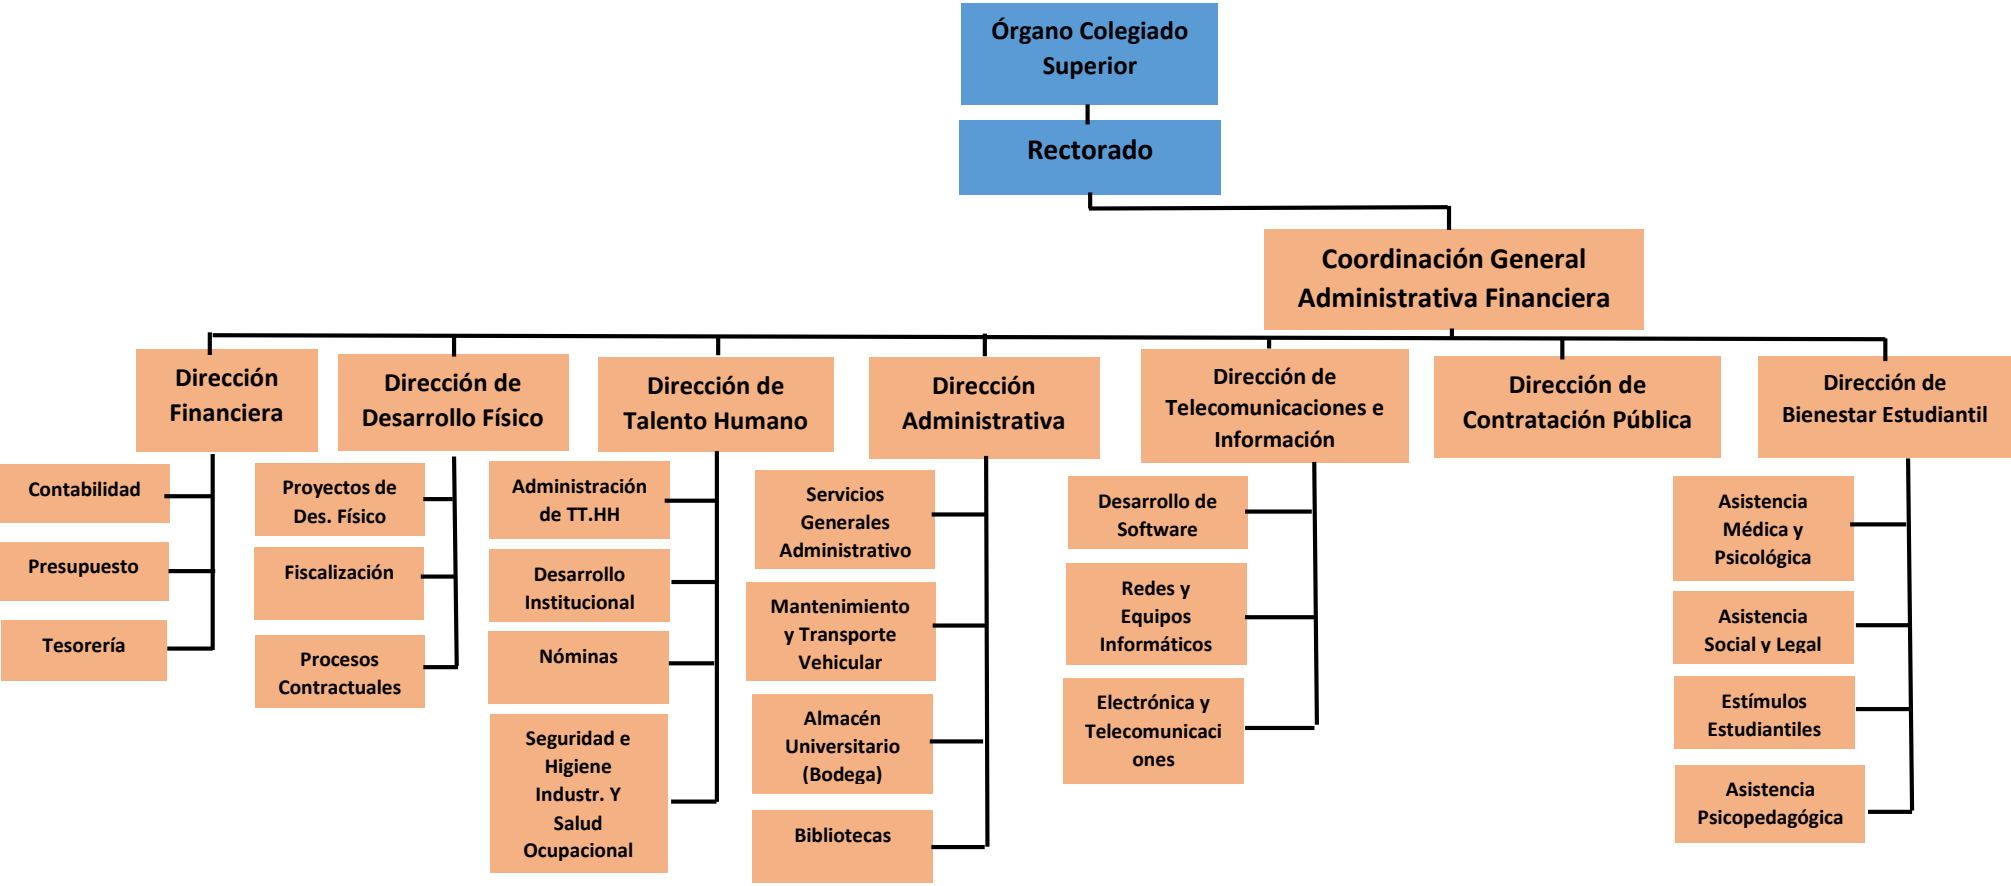 Órgano Colegiado
Superior
Rectorado
Coordinación General
Administrativa Financiera
Dirección
Financiera
Dirección de
Desarrollo Físico
Dirección de
Talento Humano
Dirección
Administrativa
Dirección de
Telecomunicaciones e
Información
Dirección de
Contratación Pública
Dirección de
Bienestar Estudiantil
Contabilidad
Presupuesto
Tesorería
Proyectos de
Des. Físico
Fiscalización
Procesos
Contractuales
Administración
de TT.HH
Desarrollo
Institucional
Nóminas
Seguridad e
Higiene
Industr. Y
Salud
Ocupacional
Servicios
Generales
Administrativo
Mantenimiento
y Transporte
Vehicular
Almacén
Universitario
(Bodega)
Bibliotecas
Desarrollo de
Software
Redes y
Equipos
Informáticos
Electrónica y
Telecomunicaci
ones
Asistencia
Médica y
Psicológica
Asistencia
Social y Legal
Estímulos
Estudiantiles
Asistencia
Psicopedagógica